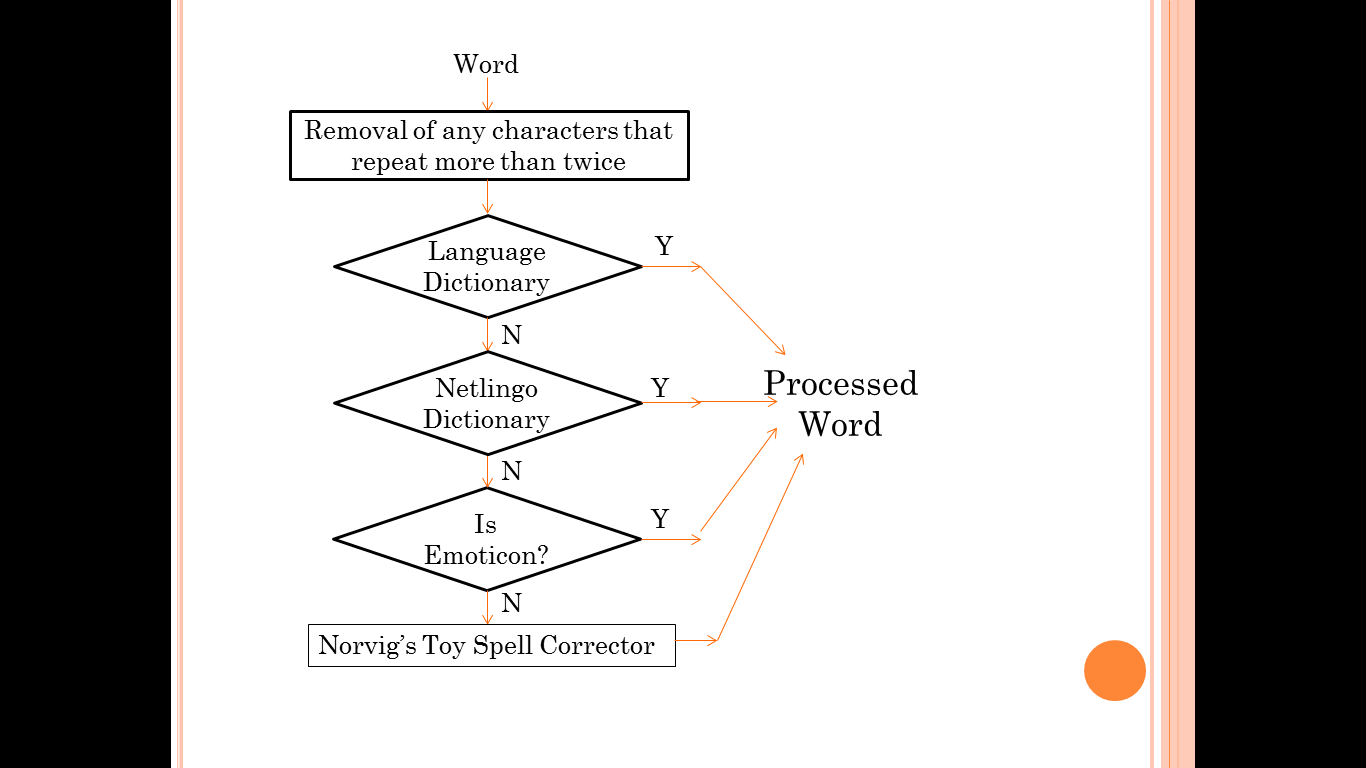 Word
Removal of any characters that
repeat more than twice
Language
Dictionary
Y
N
Netlingo
Dictionary
Y
N
Is
Emoticon?
Y
N
Norvig’s Toy Spell Corrector
Processed
Word